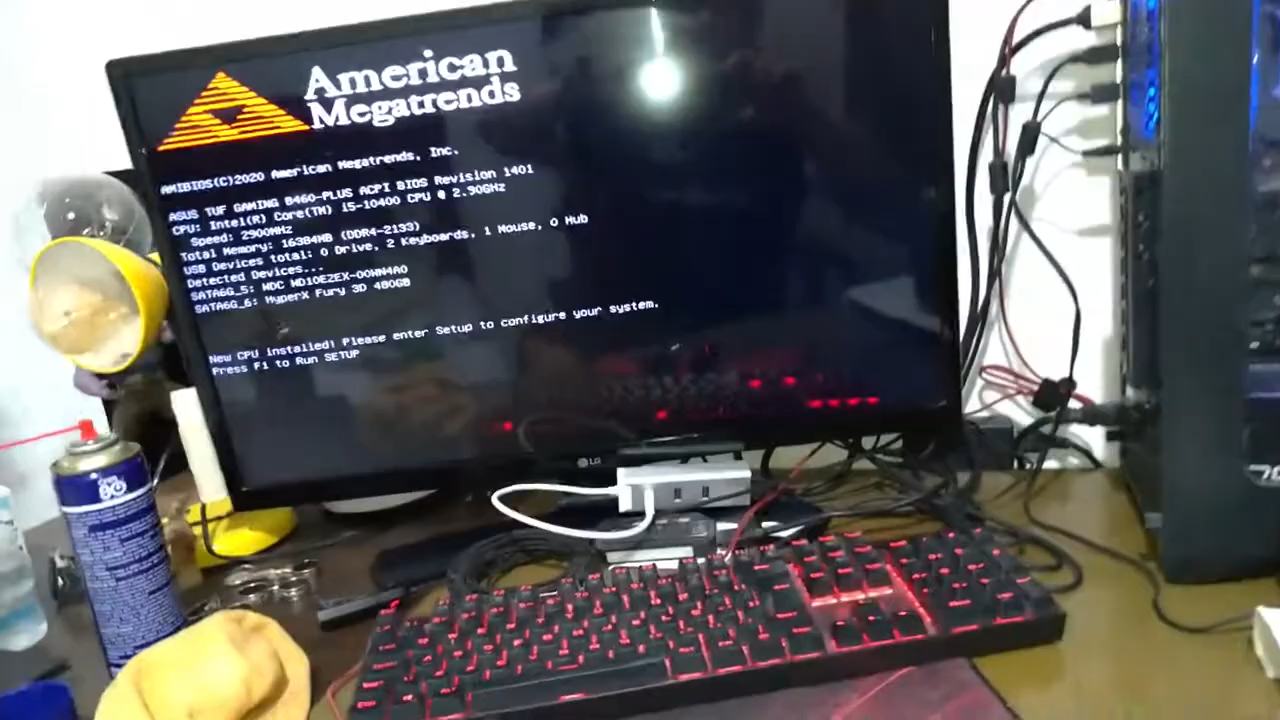 American
Megatrends
AMIBIOS(C)2020 American Megatrends, Inc.
ASUS TUF GAMING B460-PLUS ACPI BIOS Revision 1401
CPU: Intel(R) Core(TM) i5-10400 CPU @ 2.90GHz
Speed: 2900MHz
Total Memory: 16384MB (DDR4-2133)
USB Devices total: 0 Drive, 2 Keyboards, 1 Mouse, 0 Hub
Detected Devices...
SATA6G_5: WDC WD10EZEX-00WN4A0
SATA6G_6: HyperX Fury 3D 480GB
New CPU installed! Please enter Setup to configure your system.
Press F1 to Run SETUP
LG